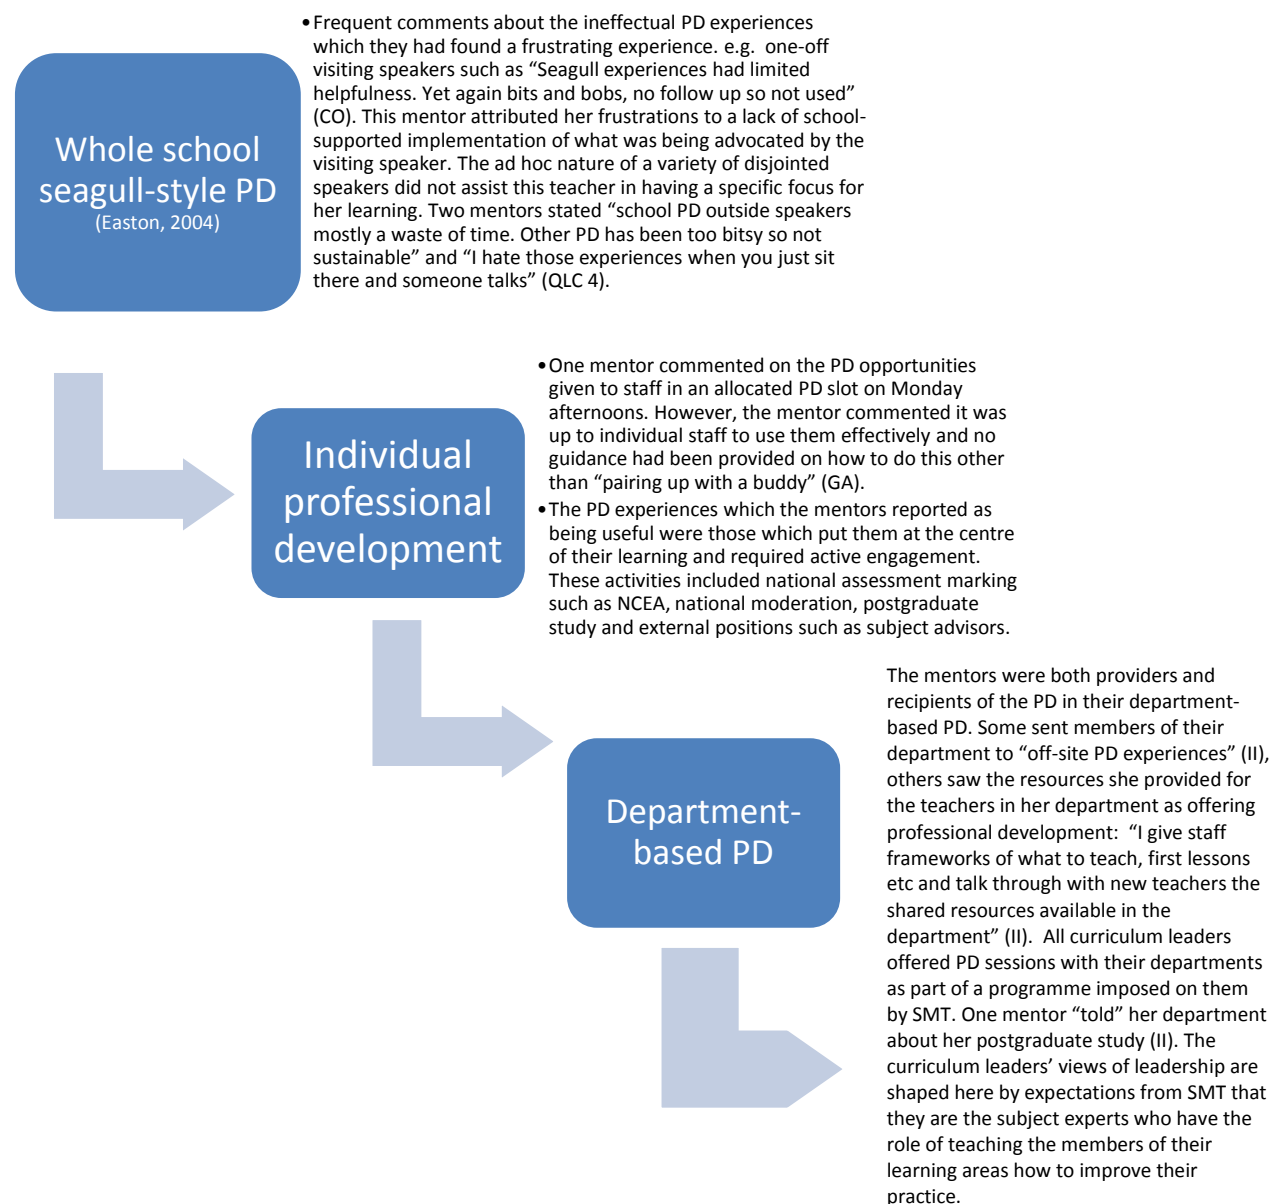 Whole school
seagull-style PD
(Easton, 2004)
•Frequent comments about the ineffectual PD experiences
which they had found a frustrating experience. e.g. one-off
visiting speakers such as “Seagull experiences had limited
helpfulness. Yet again bits and bobs, no follow up so not used”
(CO). This mentor attributed her frustrations to a lack of school-
supported implementation of what was being advocated by the
visiting speaker. The ad hoc nature of a variety of disjointed
speakers did not assist this teacher in having a specific focus for
her learning. Two mentors stated “school PD outside speakers
mostly a waste of time. Other PD has been too bitsy so not
sustainable” and “I hate those experiences when you just sit
there and someone talks” (QLC 4).
Individual
professional
development
•One mentor commented on the PD opportunities
given to staff in an allocated PD slot on Monday
afternoons. However, the mentor commented it was
up to individual staff to use them effectively and no
guidance had been provided on how to do this other
than “pairing up with a buddy” (GA).
•The PD experiences which the mentors reported as
being useful were those which put them at the centre
of their learning and required active engagement.
These activities included national assessment marking
such as NCEA, national moderation, postgraduate
study and external positions such as subject advisors.
Department-
based PD
The mentors were both providers and
recipients of the PD in their department-
based PD. Some sent members of their
department to “off-site PD experiences” (II),
others saw the resources she provided for
the teachers in her department as offering
professional development: “I give staff
frameworks of what to teach, first lessons
etc and talk through with new teachers the
shared resources available in the
department” (II). All curriculum leaders
offered PD sessions with their departments
as part of a programme imposed on them
by SMT. One mentor “told” her department
about her postgraduate study (II). The
curriculum leaders’ views of leadership are
shaped here by expectations from SMT that
they are the subject experts who have the
role of teaching the members of their
learning areas how to improve their
practice.